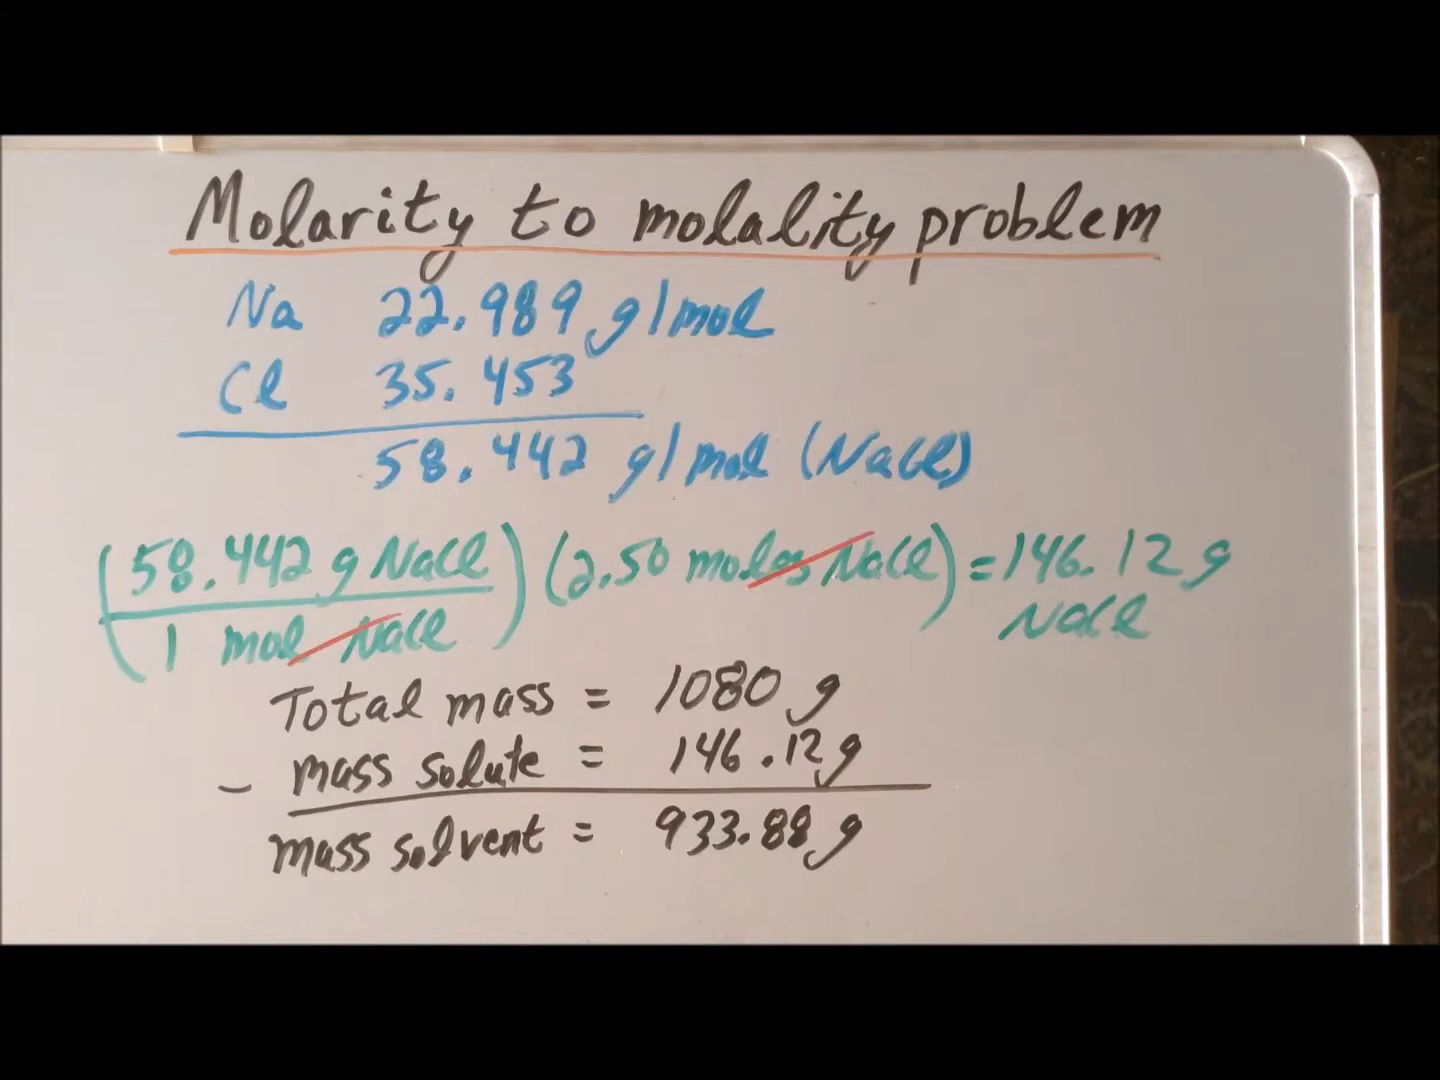 Molarity to molality problem
Na 22.989 g/mol
Cl 35.453
58.442 g/mol (NaCl)
(58.442 g NaCl / 1 mol NaCl) (2.50 moles NaCl) = 146.12 g
NaCl
Total mass = 1080 g
- mass solute = 146.12 g
mass solvent = 933.88 g